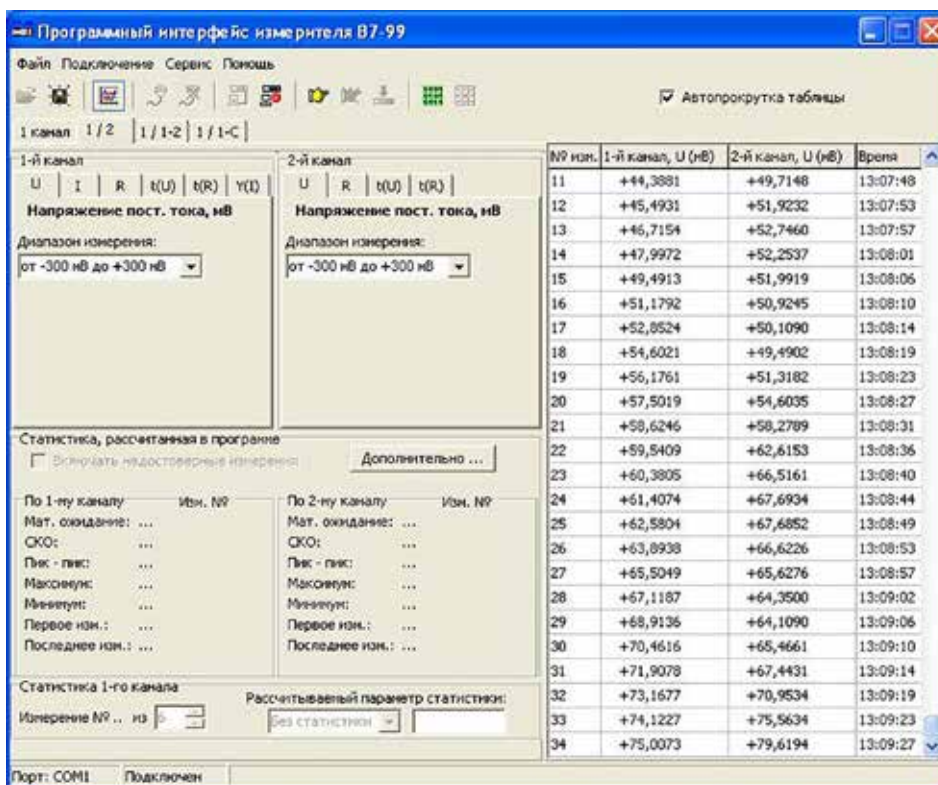 Программный интерфейс измерителя В7-99
Файл Подключение Сервис Помощь
Автопрокрутка таблицы
1 канал 1 / 2 1 / 1-2 1 / 1-C
1-й канал 2-й канал
U I R t(U) t(R) Y(I) U R t(U) t(R)
Напряжение пост. тока, мВ Напряжение пост. тока, мВ
Диапазон измерения: Диапазон измерения:
от -300 мВ до +300 мВ от -300 мВ до +300 мВ
Статистика, рассчитанная в программе
Включать недостоверные измерения Дополнительно ...
По 1-му каналу Изм. № По 2-му каналу Изм. №
Мат. ожидание: ... Мат. ожидание: ...
СКО: ... СКО: ...
Пик - пик: ... Пик - пик: ...
Максимум: ... Максимум: ...
Минимум: ... Минимум: ...
Первое изм.: ... Первое изм.: ...
Последнее изм.: ... Последнее изм.: ...
Статистика 1-го канала
Рассчитываемый параметр статистики:
Измерение № .. из 6 Без статистики
№ изм. 1-й канал, U (мВ) 2-й канал, U (мВ) Время
11 +44,3881 +49,7148 13:07:48
12 +45,4931 +51,9232 13:07:53
13 +46,7154 +52,7460 13:07:57
14 +47,9972 +52,2537 13:08:01
15 +49,4913 +51,9919 13:08:06
16 +51,1792 +50,9245 13:08:10
17 +52,8524 +50,1090 13:08:14
18 +54,6021 +49,4902 13:08:19
19 +56,1761 +51,3182 13:08:23
20 +57,5019 +54,6035 13:08:27
21 +58,6246 +58,2789 13:08:31
22 +59,5409 +62,6153 13:08:36
23 +60,3805 +66,5161 13:08:40
24 +61,4074 +67,6934 13:08:44
25 +62,5804 +67,6852 13:08:49
26 +63,8938 +66,6226 13:08:53
27 +65,5049 +65,6276 13:08:57
28 +67,1187 +64,3500 13:09:02
29 +68,9136 +64,1090 13:09:06
30 +70,4616 +65,4661 13:09:10
31 +71,9078 +67,4431 13:09:14
32 +73,1677 +70,9534 13:09:19
33 +74,1227 +75,5634 13:09:23
34 +75,0073 +79,6194 13:09:27
Порт: COM1 Подключен